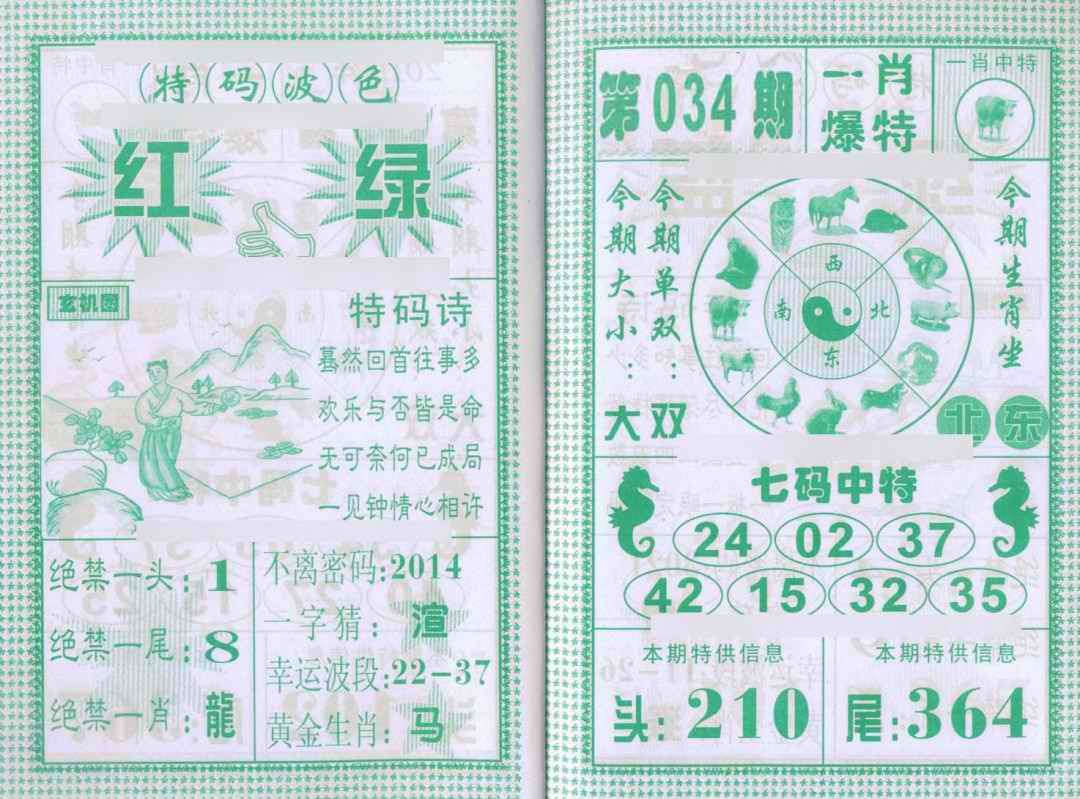 (特)(码)(波)(色)
红 绿
玄机图
特码诗
蓦然回首往事多
欢乐与否皆是命
无可奈何已成局
一见钟情心相许
绝禁一头:1
绝禁一尾:8
绝禁一肖:龍
不离密码:2014
一字猜:渲
幸运波段:22-37
黄金生肖:马
第034期
一肖
爆特
一肖中特
今期大小:大
今期单双:双
西
南
北
东
今期生肖坐
北东
七码中特
24 02 37
42 15 32 35
本期特供信息
头:210
本期特供信息
尾:364